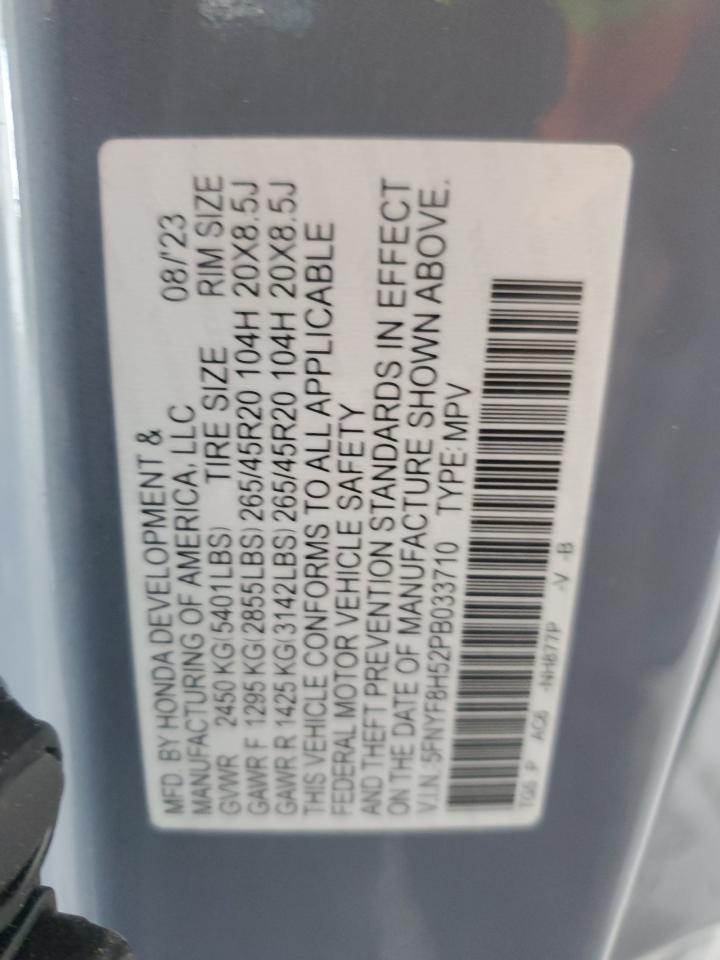 MFD. BY HONDA DEVELOPMENT &
MANUFACTURING OF AMERICA, LLC 08/'23
GVWR 2450 KG(5401LBS) TIRE SIZE RIM SIZE
GAWR F 1295 KG(2855LBS) 265/45R20 104H 20X8.5J
GAWR R 1425 KG(3142LBS) 265/45R20 104H 20X8.5J
THIS VEHICLE CONFORMS TO ALL APPLICABLE
FEDERAL MOTOR VEHICLE SAFETY
AND THEFT PREVENTION STANDARDS IN EFFECT
ON THE DATE OF MANUFACTURE SHOWN ABOVE.
V.I.N.:5FNYF8H52PB033710 TYPE:MPV
TG6 P AC6 -NH877P -V -B